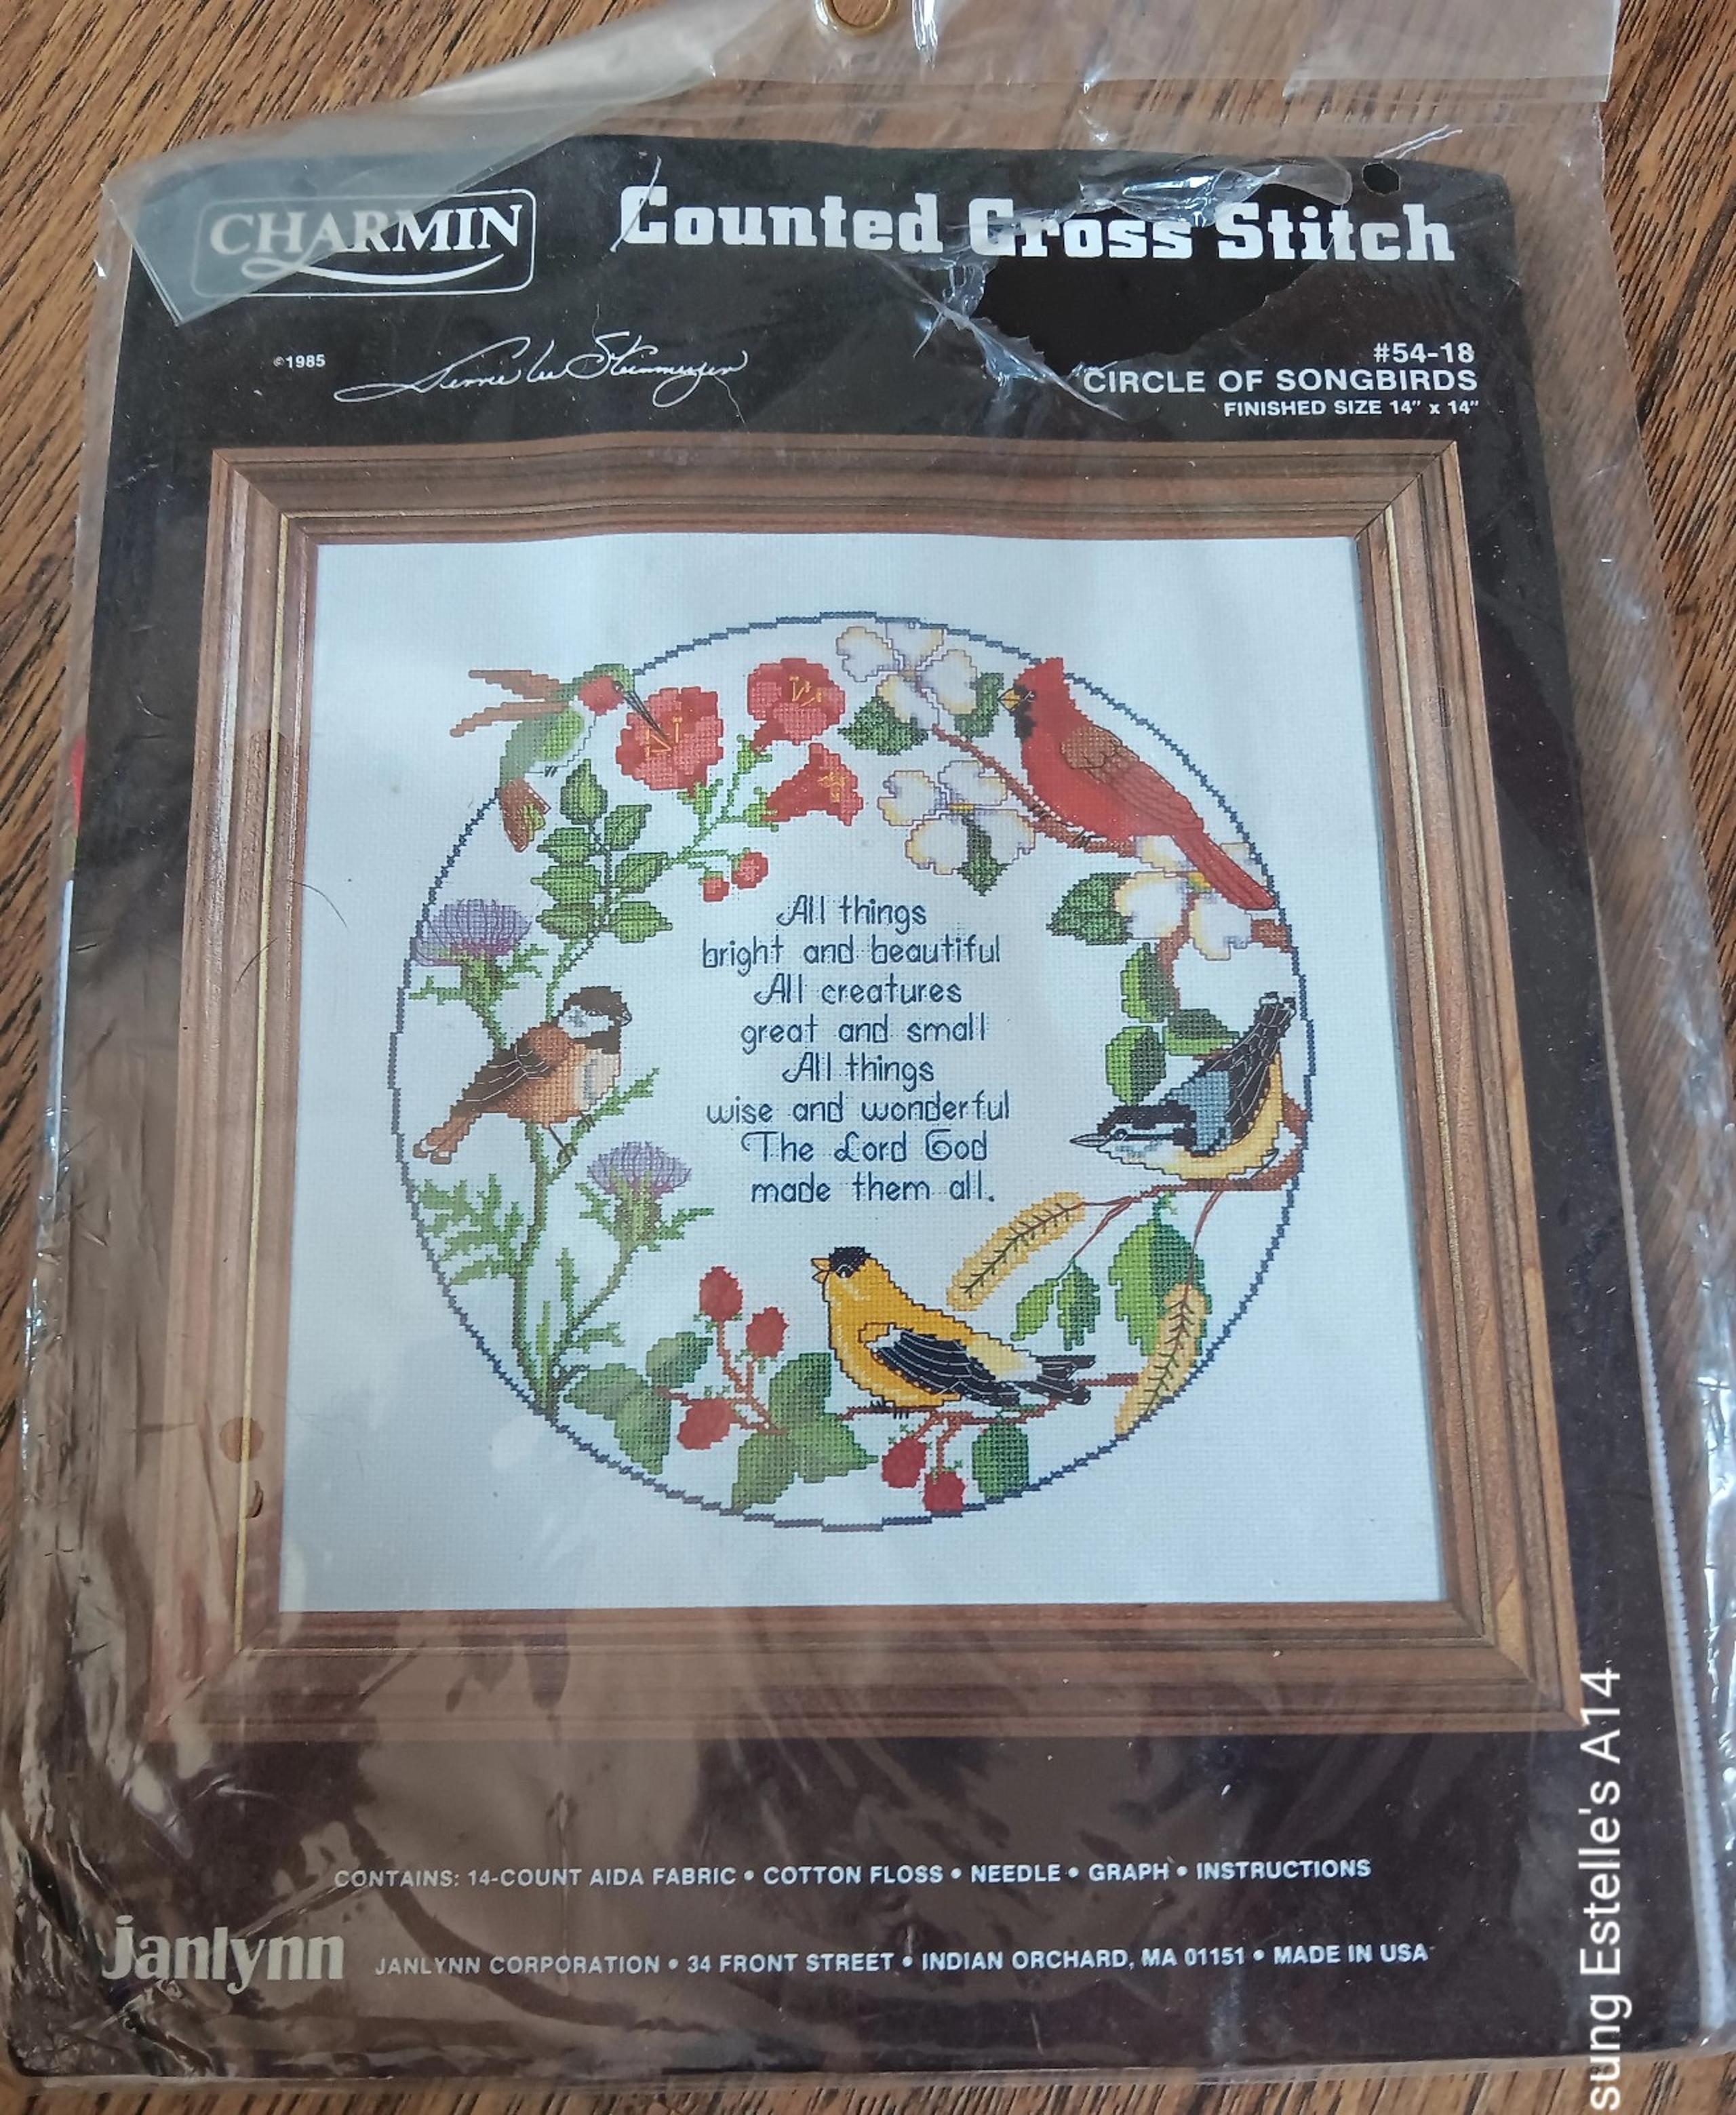 CHARMIN
Counted Cross Stitch
©1985
#54-18
CIRCLE OF SONGBIRDS
FINISHED SIZE 14" x 14"
All things
bright and beautiful
All creatures
great and small
All things
wise and wonderful
The Lord God
made them all.
CONTAINS: 14-COUNT AIDA FABRIC • COTTON FLOSS • NEEDLE • GRAPH • INSTRUCTIONS
janlynn
JANLYNN CORPORATION • 34 FRONT STREET • INDIAN ORCHARD, MA 01151 • MADE IN USA
sung Estelle's A14